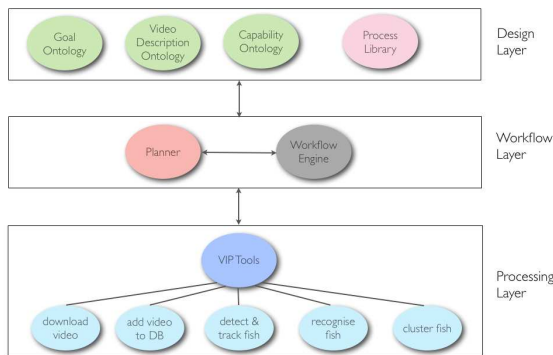 Goal
Ontology
Video
Description
Ontology
Capability
Ontology
Process
Library
Design
Layer
Planner
Workflow
Engine
Workflow
Layer
VIP Tools
download
video
add video
to DB
detect &
track fish
recognise
fish
cluster fish
Processing
Layer